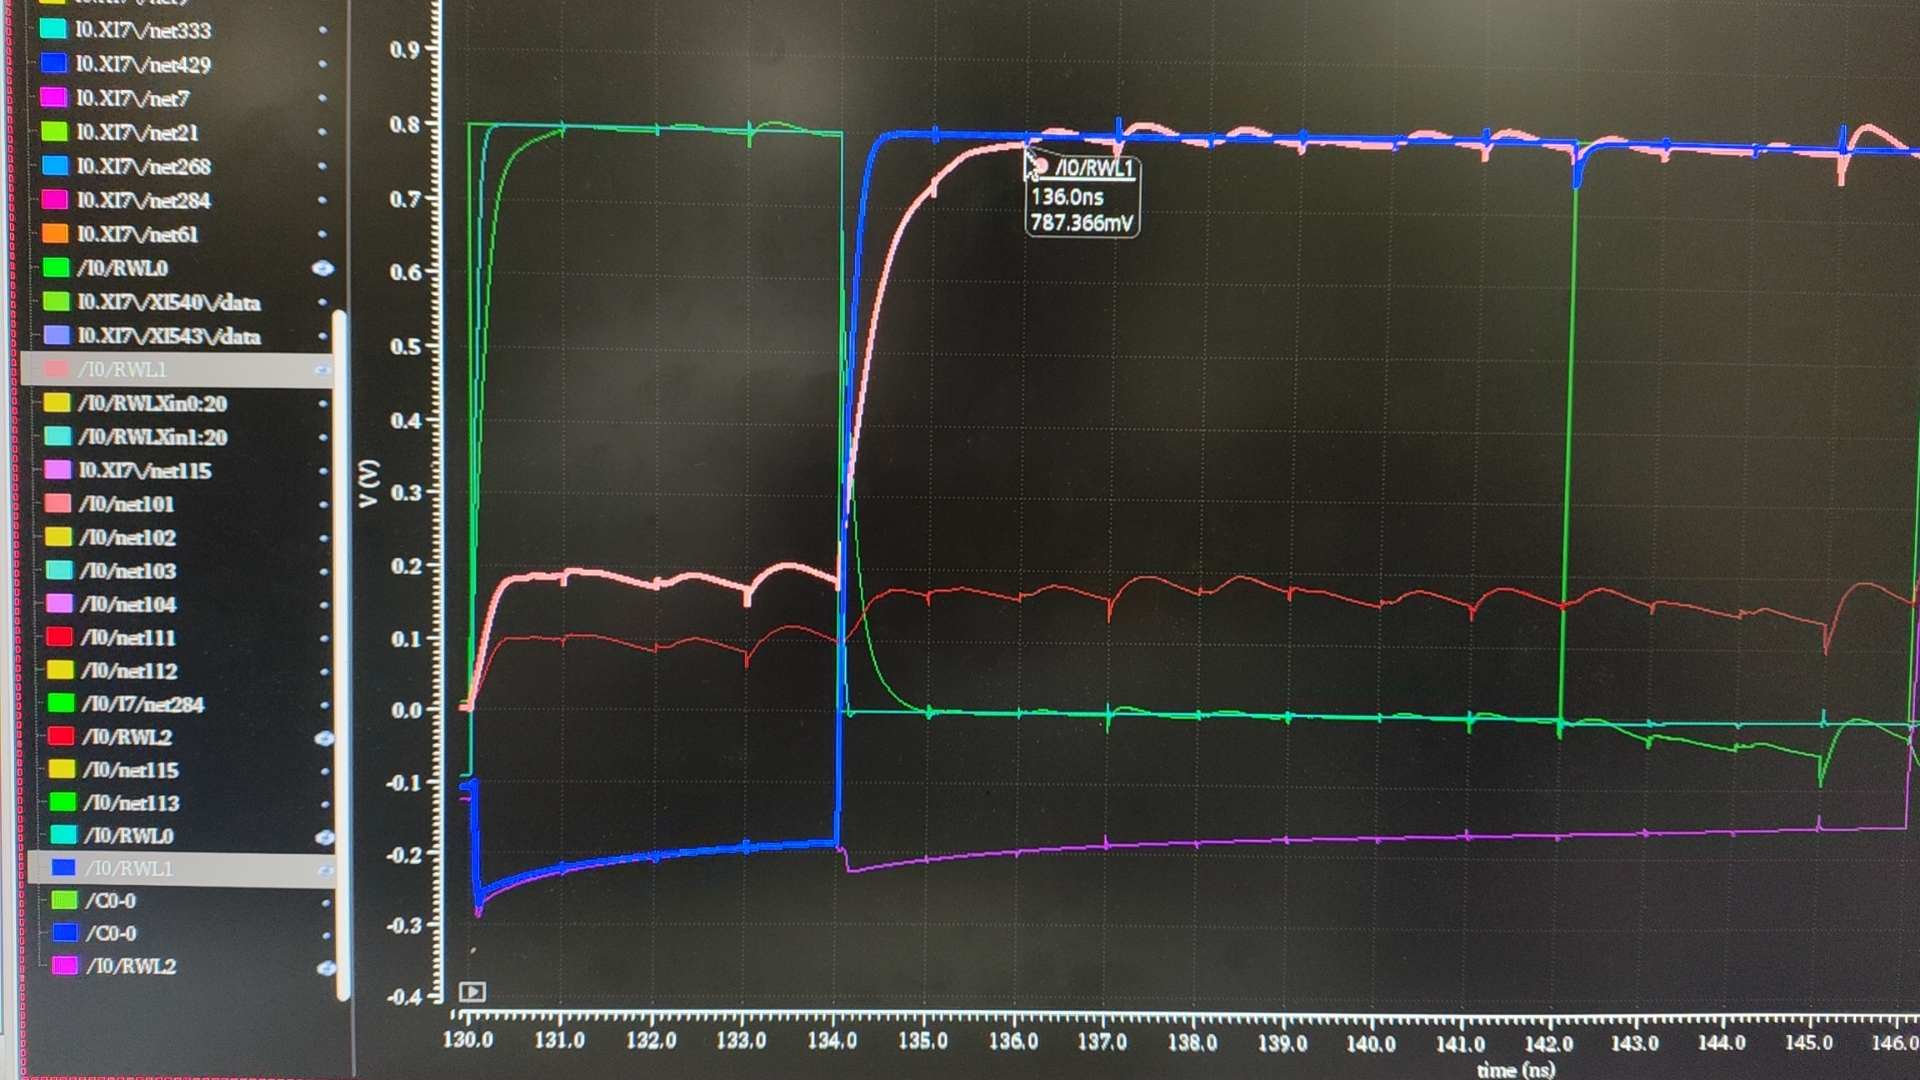 I0.XI7\/net333
I0.XI7\/net429
I0.XI7\/net7
I0.XI7\/net21
I0.XI7\/net268
I0.XI7\/net284
I0.XI7\/net61
/I0/RWL0
I0.XI7\/XI540\/data
I0.XI7\/XI543\/data
/I0/RWL1
/I0/RWLXin0:20
/I0/RWLXin1:20
I0.XI7\/net115
/I0/net101
/I0/net102
/I0/net103
/I0/net104
/I0/net111
/I0/net112
/I0/I7/net284
/I0/RWL2
/I0/net115
/I0/net113
/I0/RWL0
/I0/RWL1
/C0-0
/C0-0
/I0/RWL2
V (V)
0.9
0.8
0.7
0.6
0.5
0.4
0.3
0.2
0.1
0.0
-0.1
-0.2
-0.3
-0.4
/I0/RWL1
136.0ns
787.366mV
130.0 131.0 132.0 133.0 134.0 135.0 136.0 137.0 138.0 139.0 140.0 141.0 142.0 143.0 144.0 145.0 146.0
time (ns)